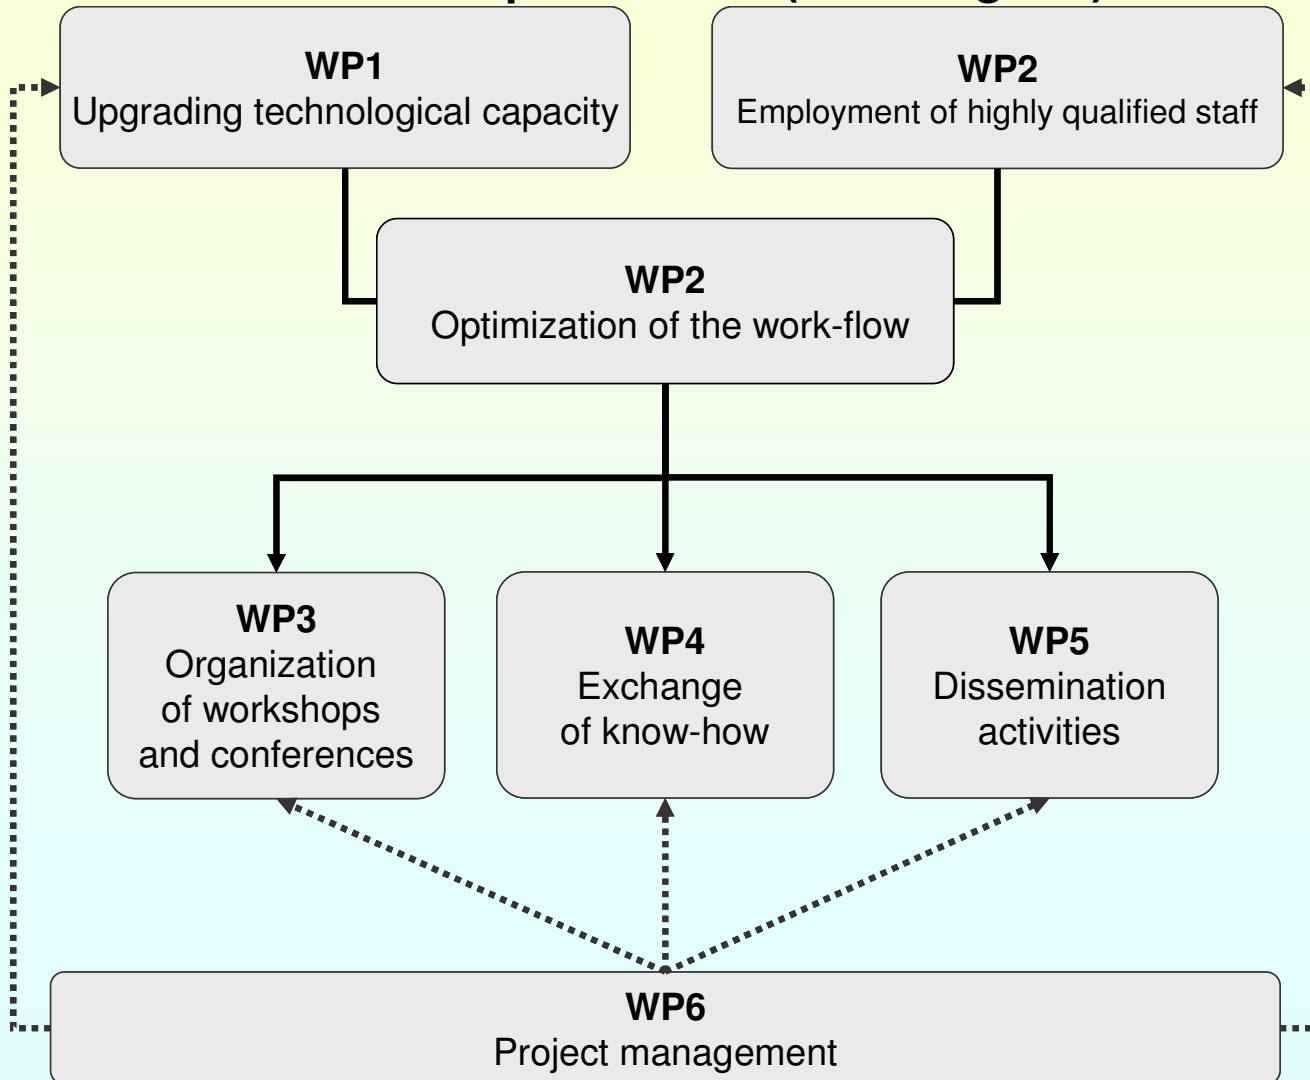 WP1
Upgrading technological capacity
WP2
Employment of highly qualified staff
WP2
Optimization of the work-flow
WP3
Organization
of workshops
and conferences
WP4
Exchange
of know-how
WP5
Dissemination
activities
WP6
Project management